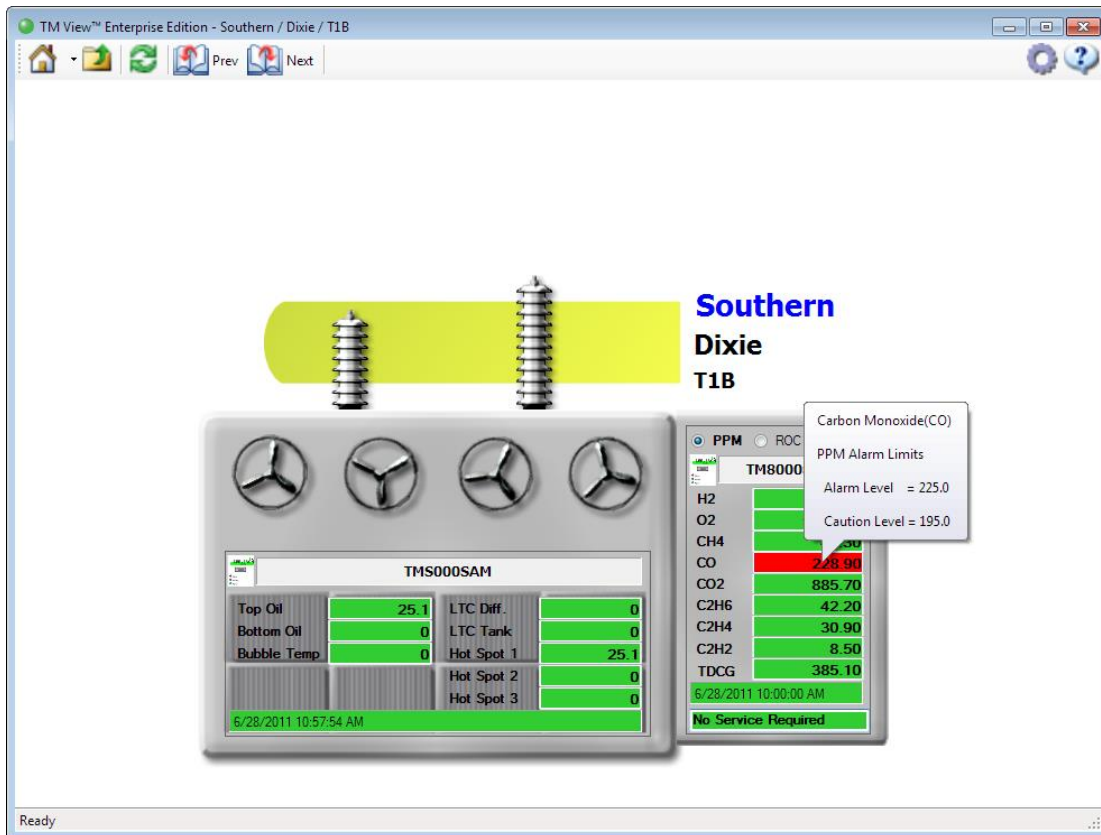 TM View™ Enterprise Edition - Southern / Dixie / T1B
Prev Next
Southern
Dixie
T1B
Carbon Monoxide(CO)
PPM Alarm Limits
Alarm Level = 225.0
Caution Level = 195.0
PPM ROC
TM8000
H2
O2
CH4
CO 228.90
CO2 885.70
C2H6 42.20
C2H4 30.90
C2H2 8.50
TDCG 385.10
6/28/2011 10:00:00 AM
No Service Required
TMS000SAM
Top Oil 25.1 LTC Diff. 0
Bottom Oil 0 LTC Tank 0
Bubble Temp 0 Hot Spot 1 25.1
Hot Spot 2 0
Hot Spot 3 0
6/28/2011 10:57:54 AM
Ready